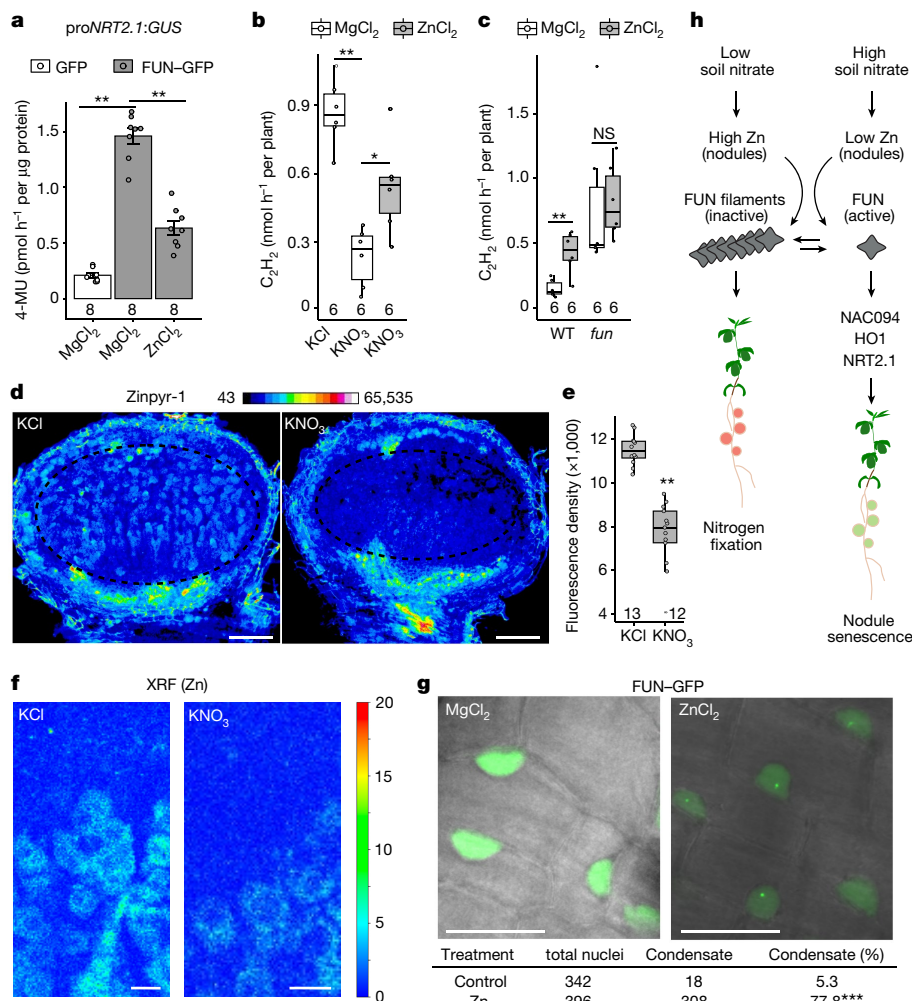 a
proNRT2.1:GUS
GFP FUN–GFP
4-MU (pmol h⁻¹ per µg protein)
**
**
1.5
1.0
0.5
0
8 8 8
MgCl₂ MgCl₂ ZnCl₂
b
MgCl₂ ZnCl₂
C₂H₂ (nmol h⁻¹ per plant)
**
*
0.9
0.6
0.3
0
6 6 6
KCl KNO₃ KNO₃
c
MgCl₂ ZnCl₂
C₂H₂ (nmol h⁻¹ per plant)
NS
**
1.5
1.0
0.5
0
6 6 6 6
WT fun
h
Low soil nitrate
High soil nitrate
High Zn (nodules)
Low Zn (nodules)
FUN filaments (inactive)
FUN (active)
NAC094
HO1
NRT2.1
Nitrogen fixation
Nodule senescence
d
Zinpyr-1 43 65,535
KCl
KNO₃
e
Fluorescence density (×1,000)
**
12
10
8
6
4
13 12
KCl KNO₃
f
XRF (Zn)
KCl
KNO₃
20
15
10
5
0
g
FUN–GFP
MgCl₂
ZnCl₂
Treatment total nuclei Condensate Condensate (%)
Control 342 18 5.3
Zn 396 308 77.8***